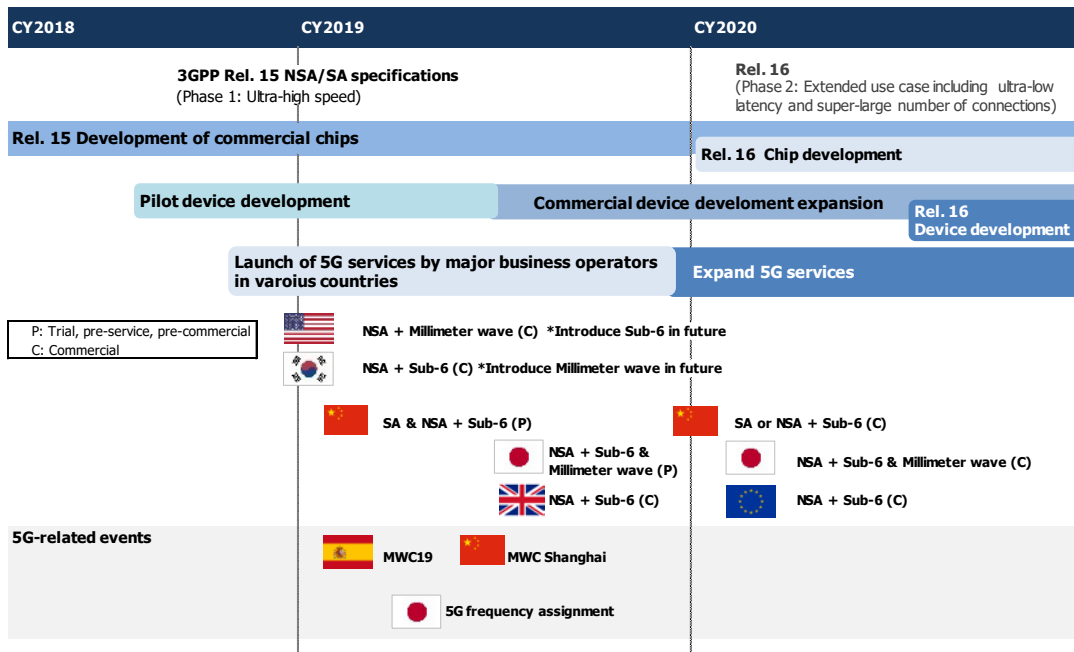 CY2018
CY2019
CY2020
3GPP Rel. 15 NSA/SA specifications
(Phase 1: Ultra-high speed)
Rel. 16
(Phase 2: Extended use case including ultra-low
latency and super-large number of connections)
Rel. 15 Development of commercial chips
Rel. 16 Chip development
Pilot device development
Commercial device develoment expansion
Rel. 16
Device development
Launch of 5G services by major business operators
in varoius countries
Expand 5G services
P: Trial, pre-service, pre-commercial
C: Commercial
NSA + Millimeter wave (C) *Introduce Sub-6 in future
NSA + Sub-6 (C) *Introduce Millimeter wave in future
SA & NSA + Sub-6 (P)
SA or NSA + Sub-6 (C)
NSA + Sub-6 &
Millimeter wave (P)
NSA + Sub-6 & Millimeter wave (C)
NSA + Sub-6 (C)
NSA + Sub-6 (C)
5G-related events
MWC19
MWC Shanghai
5G frequency assignment